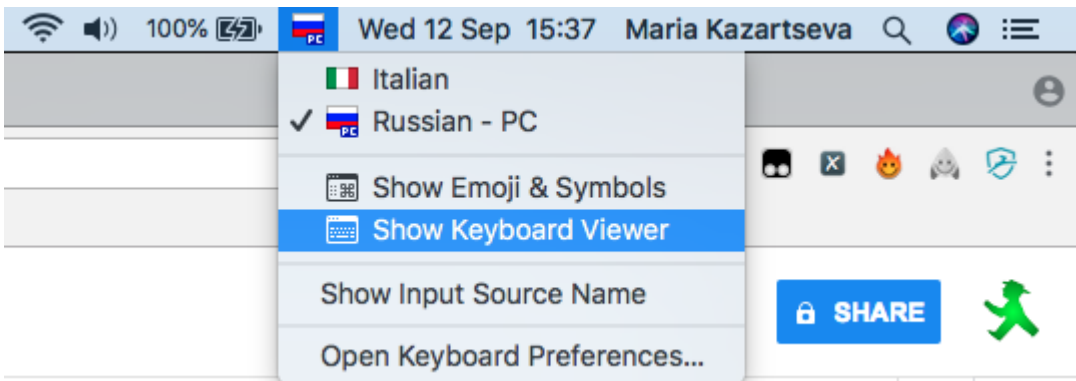 100% PC Wed 12 Sep 15:37 Maria Kazartseva
Italian
✓ PC Russian - PC
Show Emoji & Symbols
Show Keyboard Viewer
Show Input Source Name
SHARE
Open Keyboard Preferences...